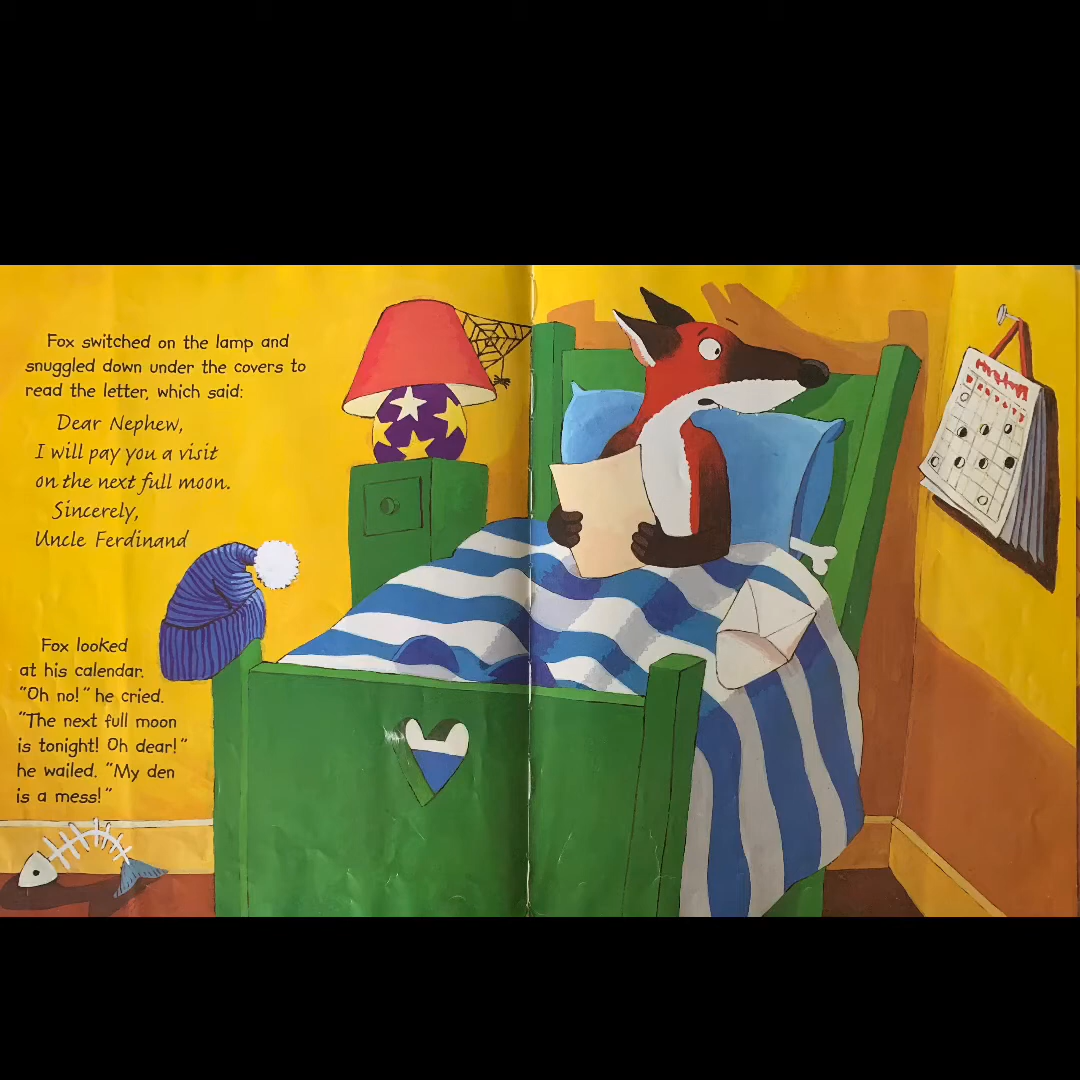 Fox switched on the lamp and
snuggled down under the covers to
read the letter, which said:
Dear Nephew,
I will pay you a visit
on the next full moon.
Sincerely,
Uncle Ferdinand
Fox looked
at his calendar.
"Oh no!" he cried.
"The next full moon
is tonight! Oh dear!"
he wailed. "My den
is a mess!"